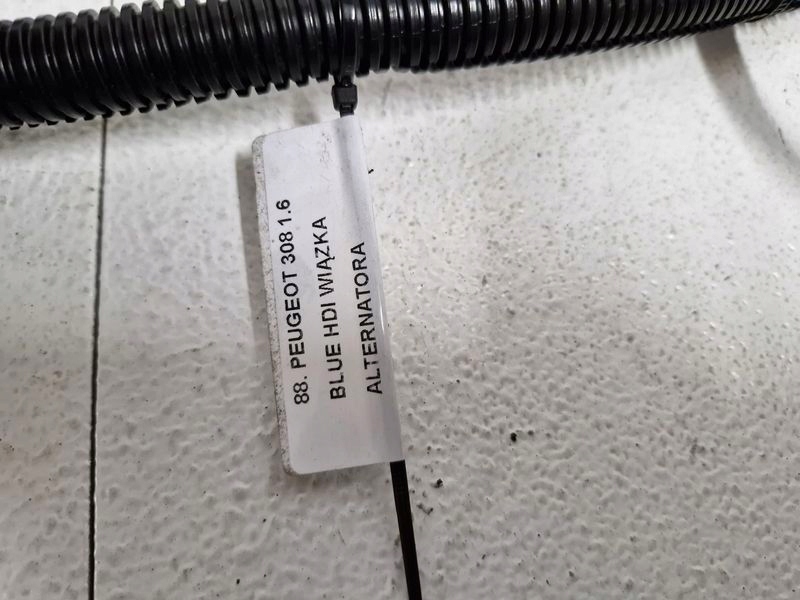 88. PEUGEOT 308 1.6
BLUE HDI WIĄZKA
ALTERNATORA